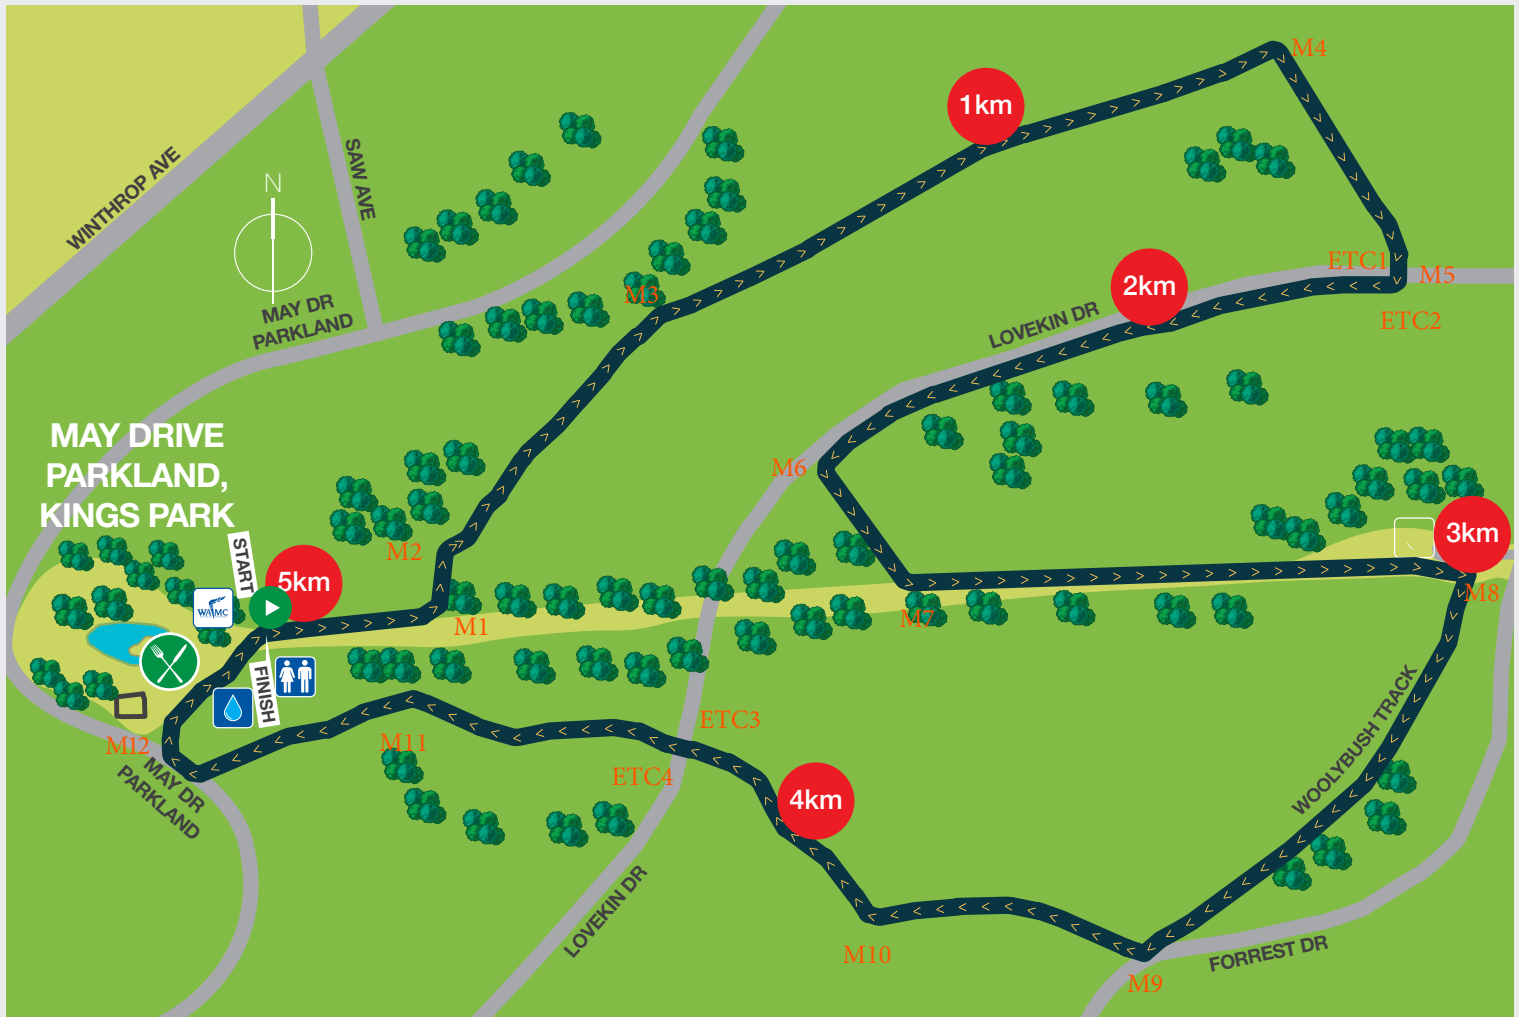 M4
1km
SAW AVE
WINTHROP AVE
N
ETC1
M5
2km
M3
MAY DR
PARKLAND
LOVEKIN DR
ETC2
MAY DRIVE
PARKLAND,
KINGS PARK
M6
3km
START
M2
5km
M8
WAMC
M1
M7
FINISH
ETC3
M12
M11
WOOLYBUSH TRACK
MAY DR
PARKLAND
ETC4
4km
LOVEKIN DR
M10
FORREST DR
M9